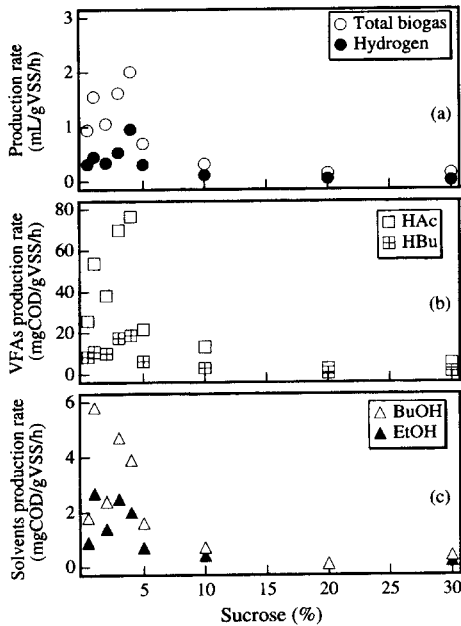 Production rate
(mL/gVSS/h)
3
2
1
0
Total biogas
Hydrogen
(a)
VFAs production rate
(mgCOD/gVSS/h)
80
60
40
20
0
HAc
HBu
(b)
Solvents production rate
(mgCOD/gVSS/h)
6
4
2
0
BuOH
EtOH
(c)
5 10 15 20 25 30
Sucrose (%)